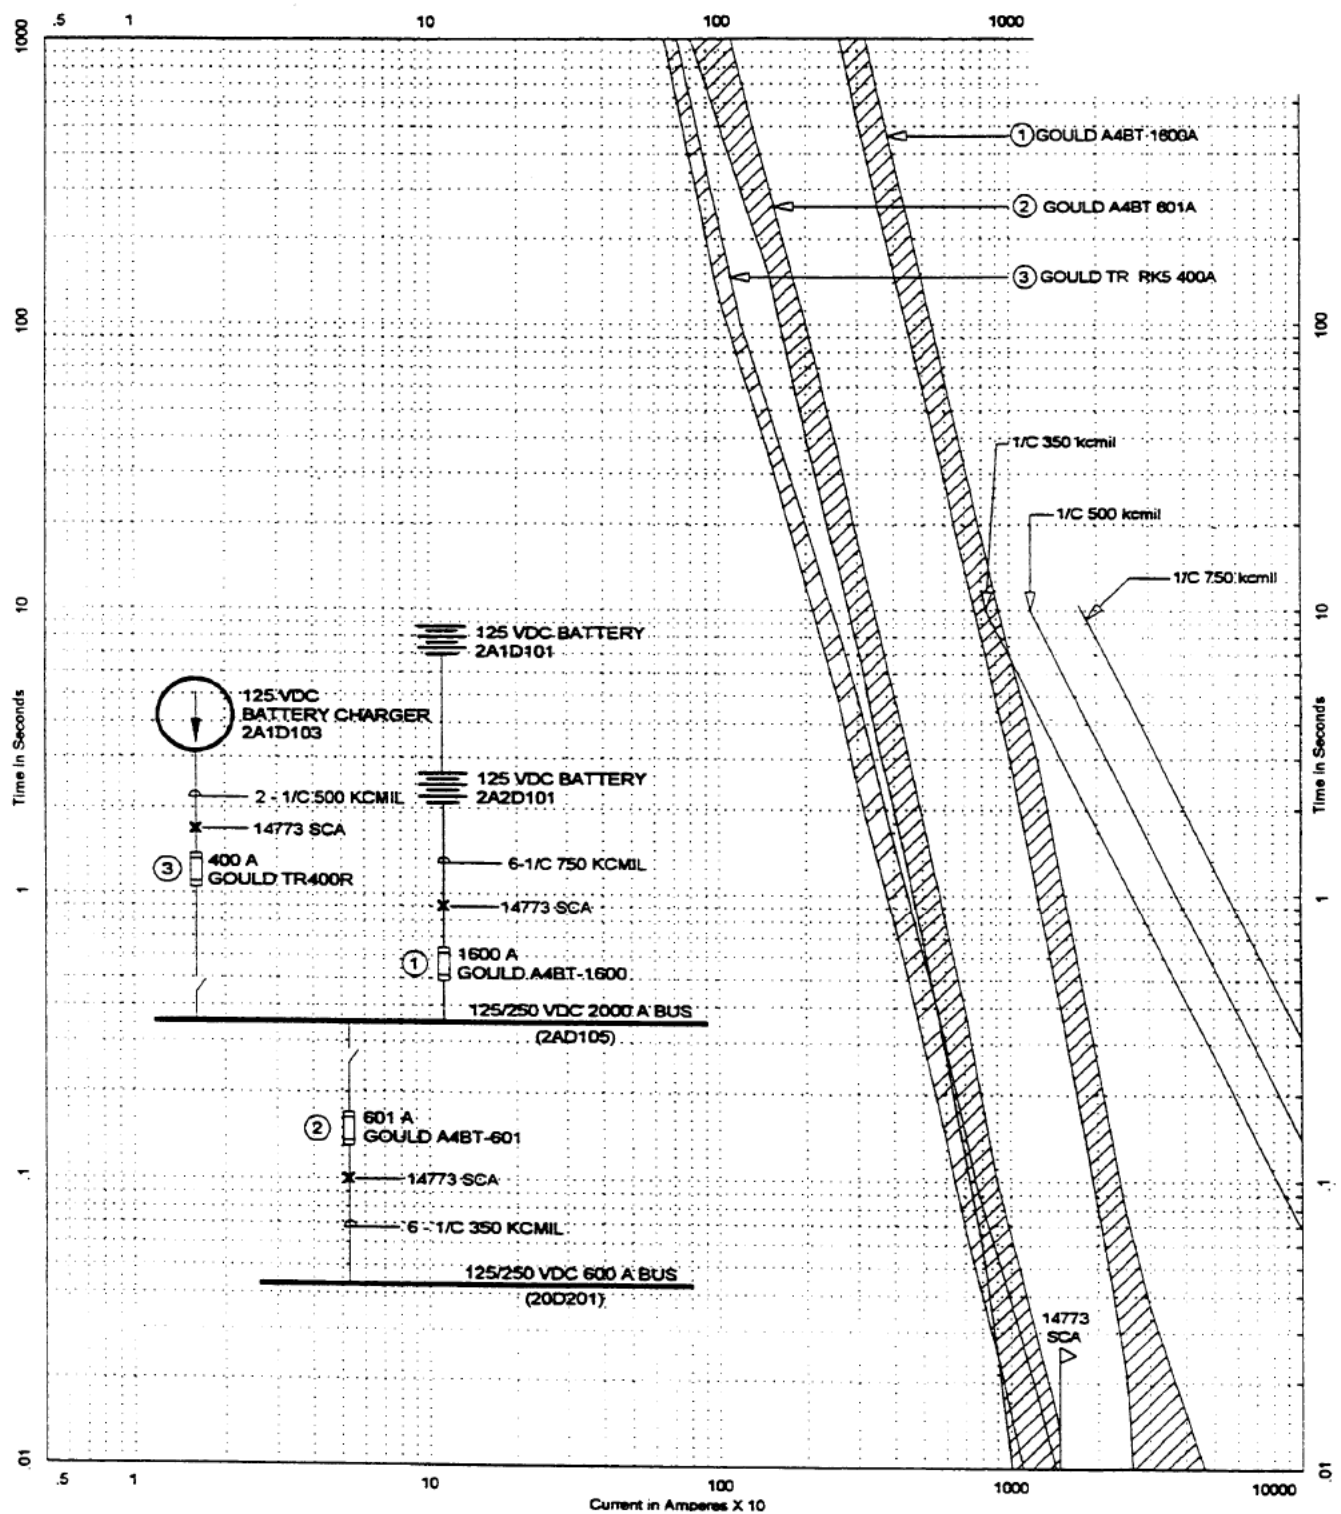 .5 1 10 100 1000
1000
① GOULD A4BT-1600A
② GOULD A4BT 601A
③ GOULD TR RK5 400A
100
100
1/C 350 kcmil
1/C 500 kcmil
1/C 750 kcmil
10
10
125 VDC BATTERY
2A1D101
125 VDC
BATTERY CHARGER
2A1D103
Time in Seconds
Time in Seconds
125 VDC BATTERY
2A2D101
2 - 1/C 500 KCMIL
14773 SCA
③ 400 A
GOULD TR400R
6-1/C 750 KCMIL
14773 SCA
1
1
① 1600 A
GOULD A4BT-1600
125/250 VDC 2000 A BUS
(2AD105)
② 601 A
GOULD A4BT-601
14773 SCA
6 - 1/C 350 KCMIL
.1
.1
125/250 VDC 600 A BUS
(20D201)
14773
SCA
.01
.01
.5 1 10 100 1000 10000
Current in Amperes X 10